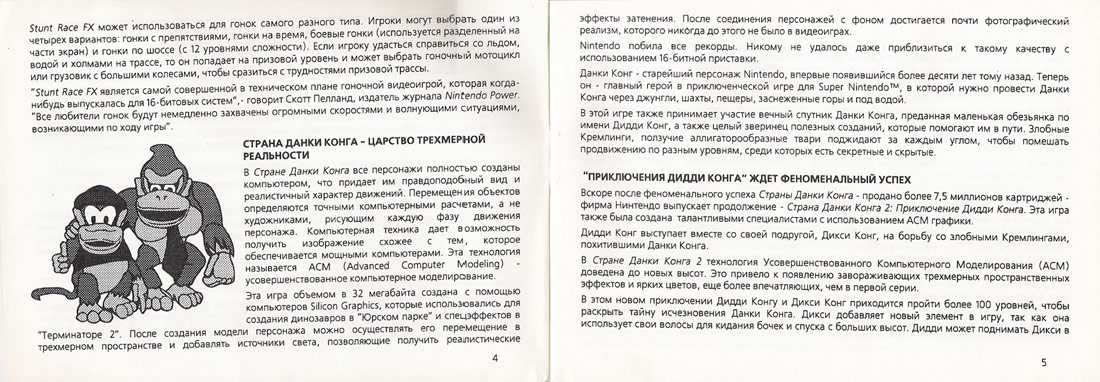 Stunt Race FX может использоваться для гонок самого разного типа. Игроки могут выбрать один из
четырех вариантов: гонки с препятствиями, гонки на время, боевые гонки (используется разделенный на
части экран) и гонки по шоссе (с 12 уровнями сложности). Если игроку удасться справиться со льдом,
водой и холмами на трассе, то он попадает на призовой уровень и может выбрать гоночный мотоцикл
или грузовик с большими колесами, чтобы сразиться с трудностями призовой трассы.
"Stunt Race FX является самой совершенной в техническом плане гоночной видеоигрой, которая когда-
нибудь выпускалась для 16-битовых систем",- говорит Скотт Пелланд, издатель журнала Nintendo Power.
"Все любители гонок будут немедленно захвачены огромными скоростями и волнующими ситуациями,
возникающими по ходу игры".
СТРАНА ДАНКИ КОНГА – ЦАРСТВО ТРЕХМЕРНОЙ
РЕАЛЬНОСТИ
В Стране Данки Конга все персонажи полностью созданы
компьютером, что придает им правдоподобный вид и
реалистичный характер движений. Перемещения объектов
определяются точными компьютерными расчетами, а не
художниками, рисующим каждую фазу движения
персонажа. Компьютерная техника дает возможность
получить изображение схожее с тем, которое
обеспечивается мощными компьютерами. Эта технология
называется ACM (Advanced Computer Modeling) -
усовершенствованное компьютерное моделирование.
Эта игра объемом в 32 мегабайта создана с помощью
компьютеров Silicon Graphics, которые использовались для
создания динозавров в "Юрском парке" и спецэффектов в
"Терминаторе 2". После создания модели персонажа можно осуществлять его перемещение в
трехмерном пространстве и добавлять источники света, позволяющие получить реалистические
4
эффекты затенения. После соединения персонажей с фоном достигается почти фотографический
реализм, которого никогда до этого не было в видеоиграх.
Nintendo побила все рекорды. Никому не удалось даже приблизиться к такому качеству с
использованием 16-битной приставки.
Данки Конг - старейший персонаж Nintendo, впервые появившийся более десяти лет тому назад. Теперь
он - главный герой в приключенческой игре для Super Nintendo™, в которой нужно провести Данки
Конга через джунгли, шахты, пещеры, заснеженные горы и под водой.
В этой игре также принимает участие вечный спутник Данки Конга, преданная маленькая обезьянка по
имени Дидди Конг, а также целый зверинец полезных созданий, которые помогают им в пути. Злобные
Кремлинги, ползучие аллигаторообразные твари поджидают за каждым углом, чтобы помешать
продвижению по разным уровням, среди которых есть секретные и скрытые.
"ПРИКЛЮЧЕНИЯ ДИДДИ КОНГА" ЖДЕТ ФЕНОМЕНАЛЬНЫЙ УСПЕХ
Вскоре после феноменального успеха Страны Данки Конга - продано более 7,5 миллионов картриджей -
фирма Нинтендо выпускает продолжение - Страна Данки Конга 2: Приключение Дидди Конга. Эта игра
также была создана талантливыми специалистами с использованием ACM графики.
Дидди Конг выступает вместе со своей подругой, Дикси Конг, на борьбу со злобными Кремлингами,
похитившими Данки Конга.
В Стране Данки Конга 2 технология Усовершенствованного Компьютерного Моделирования (ACM)
доведена до новых высот. Это привело к появлению завораживающих трехмерных пространственных
эффектов и ярких цветов, еще более впечатляющих, чем в первой серии.
В этом новом приключении Дидди Конгу и Дикси Конг приходится пройти более 100 уровней, чтобы
раскрыть тайну исчезновения Данки Конга. Дикси добавляет новый элемент в игру, так как она
использует свои волосы для кидания бочек и спуска с больших высот. Дидди может поднимать Дикси в
5